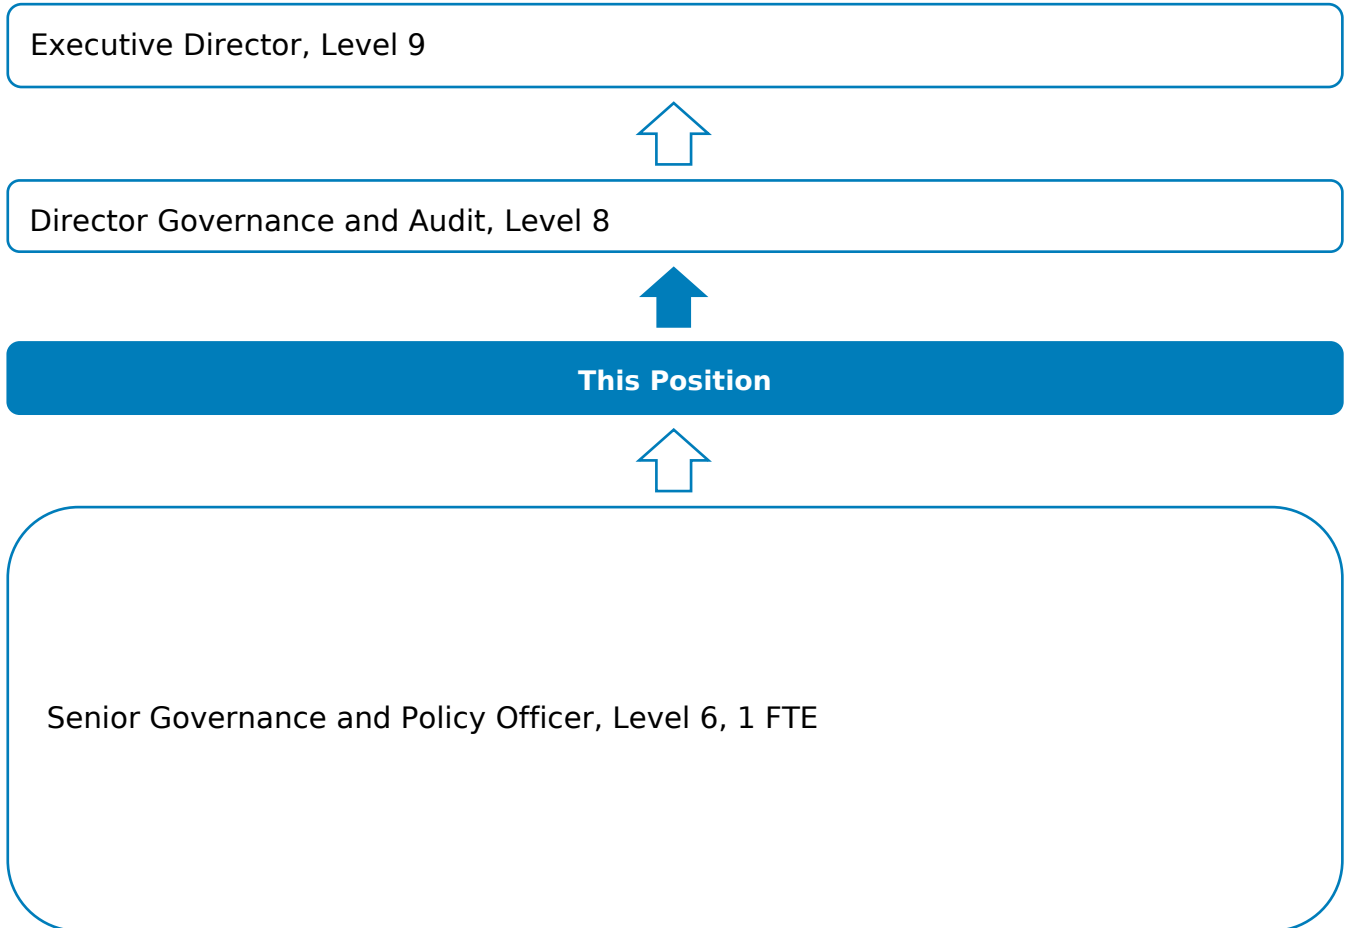 Executive Director, Level 9
Director Governance and Audit, Level 8
This Position
Senior Governance and Policy Officer, Level 6, 1 FTE